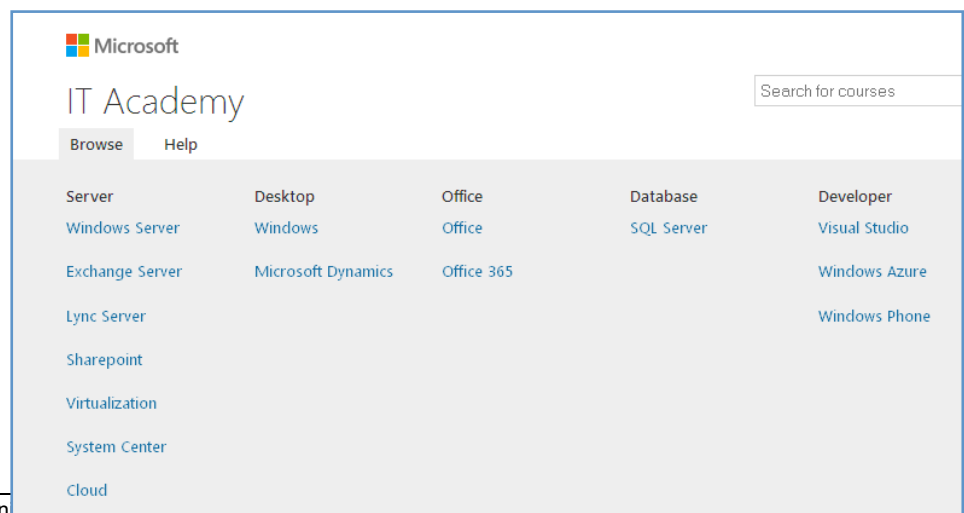 Microsoft
IT Academy
Search for courses
Browse Help
Server Desktop Office Database Developer
Windows Server Windows Office SQL Server Visual Studio
Exchange Server Microsoft Dynamics Office 365 Windows Azure
Lync Server Windows Phone
Sharepoint
Virtualization
System Center
Cloud